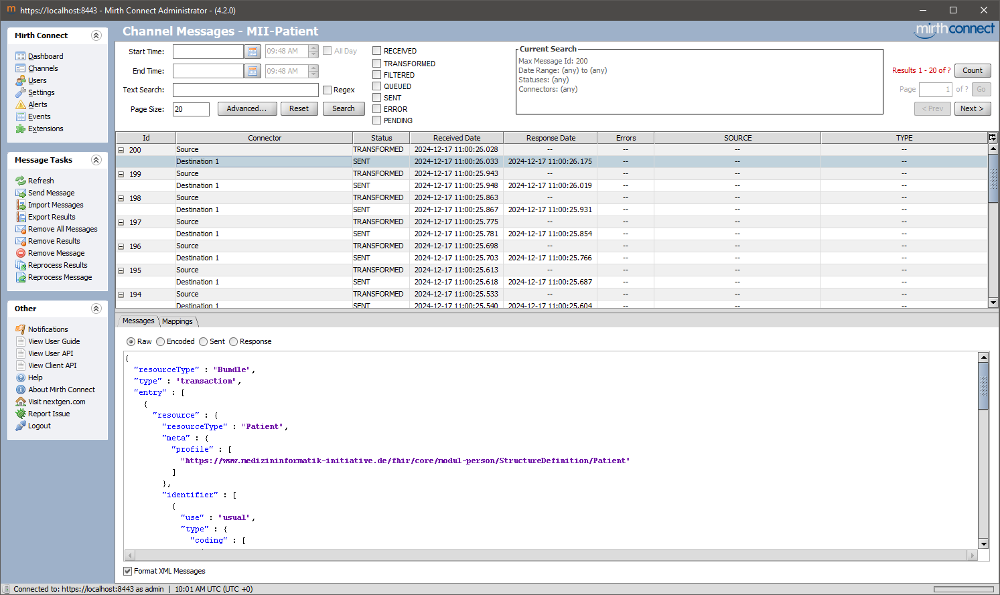 m https://localhost:8443 - Mirth Connect Administrator - (4.2.0)
Mirth Connect
Dashboard
Channels
Users
Settings
Alerts
Events
Extensions
Message Tasks
Refresh
Send Message
Import Messages
Export Results
Remove All Messages
Remove Results
Remove Message
Reprocess Results
Reprocess Message
Other
Notifications
View User Guide
View User API
View Client API
Help
About Mirth Connect
Visit nextgen.com
Report Issue
Logout
Channel Messages - MII-Patient
mirthconnect
Start Time: 09:48 AM All Day
End Time: 09:48 AM
Text Search: Regex
Page Size: 20 Advanced... Reset Search
RECEIVED
TRANSFORMED
FILTERED
QUEUED
SENT
ERROR
PENDING
Current Search
Max Message Id: 200
Date Range: (any) to (any)
Statuses: (any)
Connectors: (any)
Results 1 - 20 of ? Count
Page 1 of ? Go
< Prev Next >
Id Connector Status Received Date Response Date Errors SOURCE TYPE
200 Source TRANSFORMED 2024-12-17 11:00:26.028 -- -- -- --
Destination 1 SENT 2024-12-17 11:00:26.033 2024-12-17 11:00:26.175 -- -- --
199 Source TRANSFORMED 2024-12-17 11:00:25.943 -- -- -- --
Destination 1 SENT 2024-12-17 11:00:25.948 2024-12-17 11:00:26.019 -- -- --
198 Source TRANSFORMED 2024-12-17 11:00:25.863 -- -- -- --
Destination 1 SENT 2024-12-17 11:00:25.867 2024-12-17 11:00:25.931 -- -- --
197 Source TRANSFORMED 2024-12-17 11:00:25.775 -- -- -- --
Destination 1 SENT 2024-12-17 11:00:25.781 2024-12-17 11:00:25.854 -- -- --
196 Source TRANSFORMED 2024-12-17 11:00:25.698 -- -- -- --
Destination 1 SENT 2024-12-17 11:00:25.703 2024-12-17 11:00:25.766 -- -- --
195 Source TRANSFORMED 2024-12-17 11:00:25.613 -- -- -- --
Destination 1 SENT 2024-12-17 11:00:25.618 2024-12-17 11:00:25.687 -- -- --
194 Source TRANSFORMED 2024-12-17 11:00:25.533 -- -- -- --
Destination 1 SENT 2024-12-17 11:00:25.540 2024-12-17 11:00:25.604 -- -- --
Messages Mappings
Raw Encoded Sent Response
{
"resourceType" : "Bundle",
"type" : "transaction",
"entry" : [
{
"resource" : {
"resourceType" : "Patient",
"meta" : {
"profile" : [
"https://www.medizininformatik-initiative.de/fhir/core/modul-person/StructureDefinition/Patient"
]
},
"identifier" : [
{
"use" : "usual",
"type" : {
"coding" : [
Format XML Messages
Connected to: https://localhost:8443 as admin | 10:01 AM UTC (UTC +0)